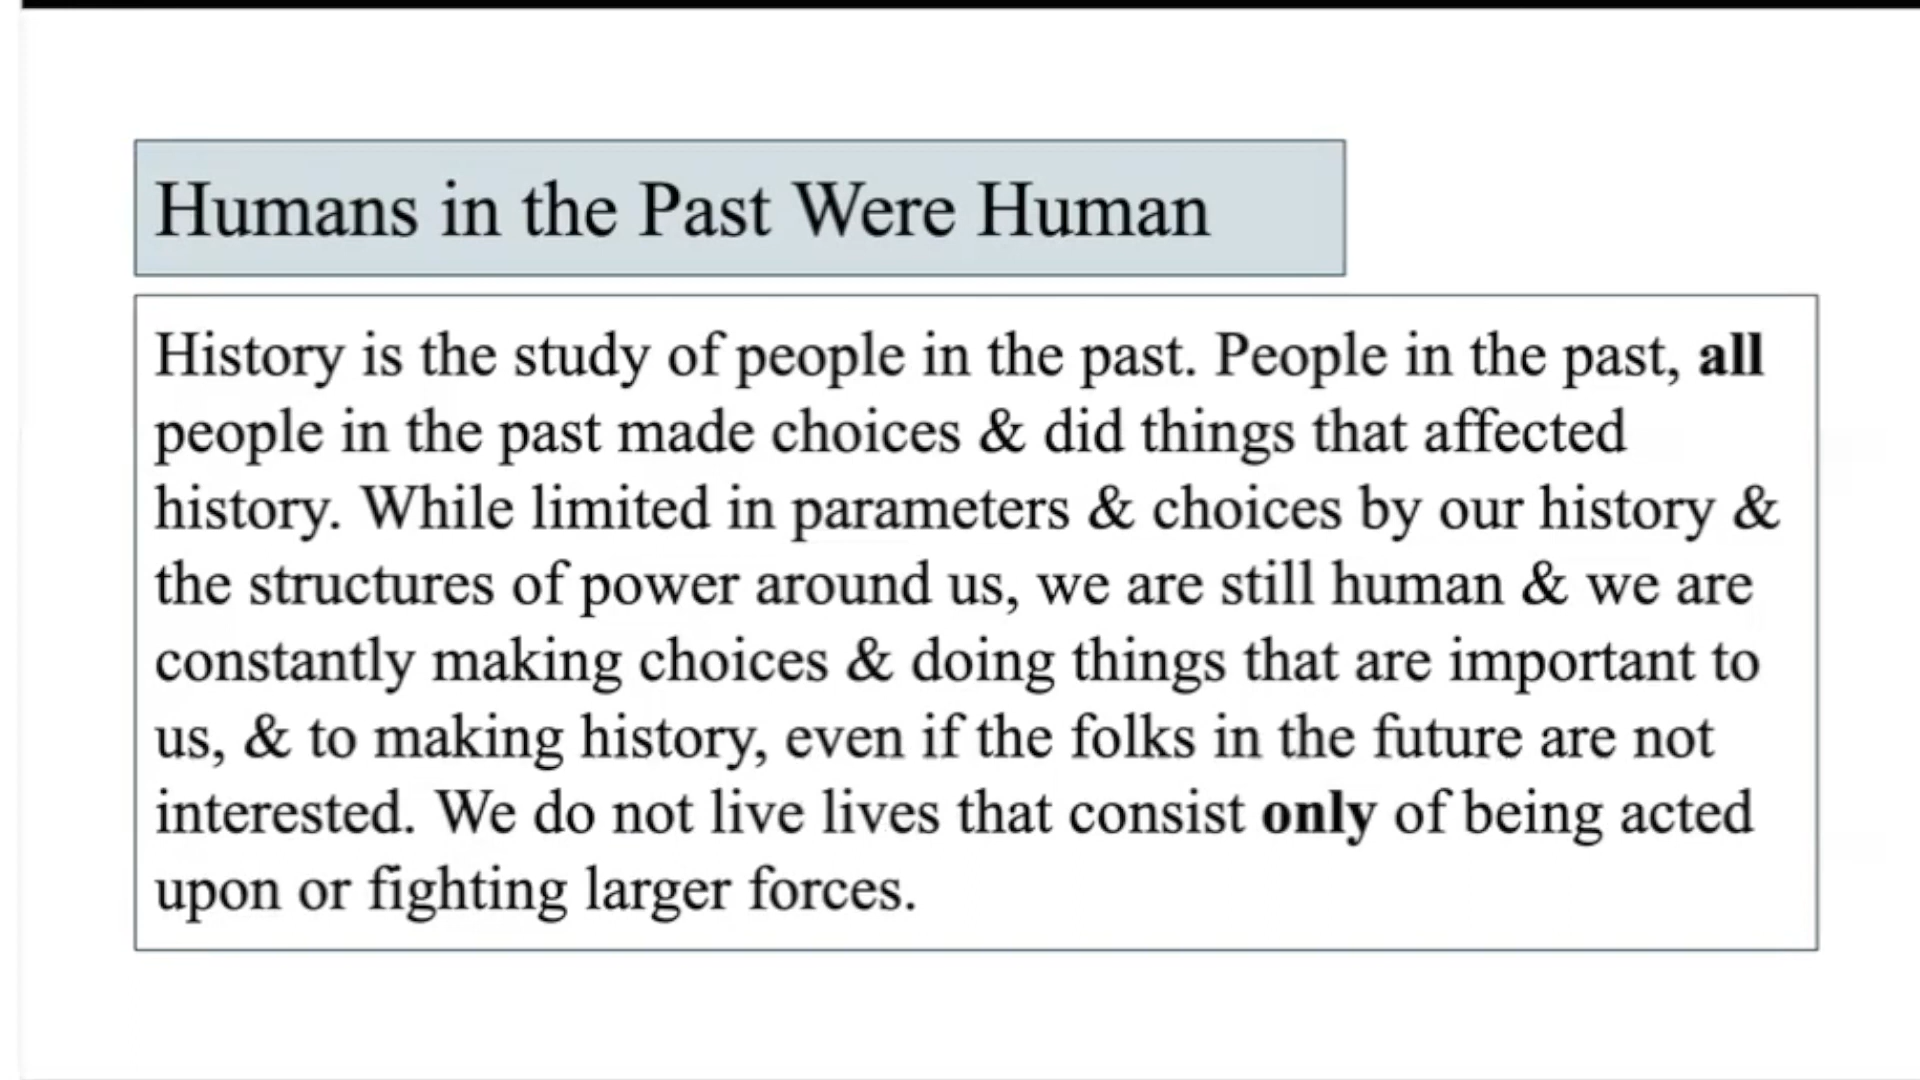 Humans in the Past Were Human
History is the study of people in the past. People in the past, all
people in the past made choices & did things that affected
history. While limited in parameters & choices by our history &
the structures of power around us, we are still human & we are
constantly making choices & doing things that are important to
us, & to making history, even if the folks in the future are not
interested. We do not live lives that consist only of being acted
upon or fighting larger forces.